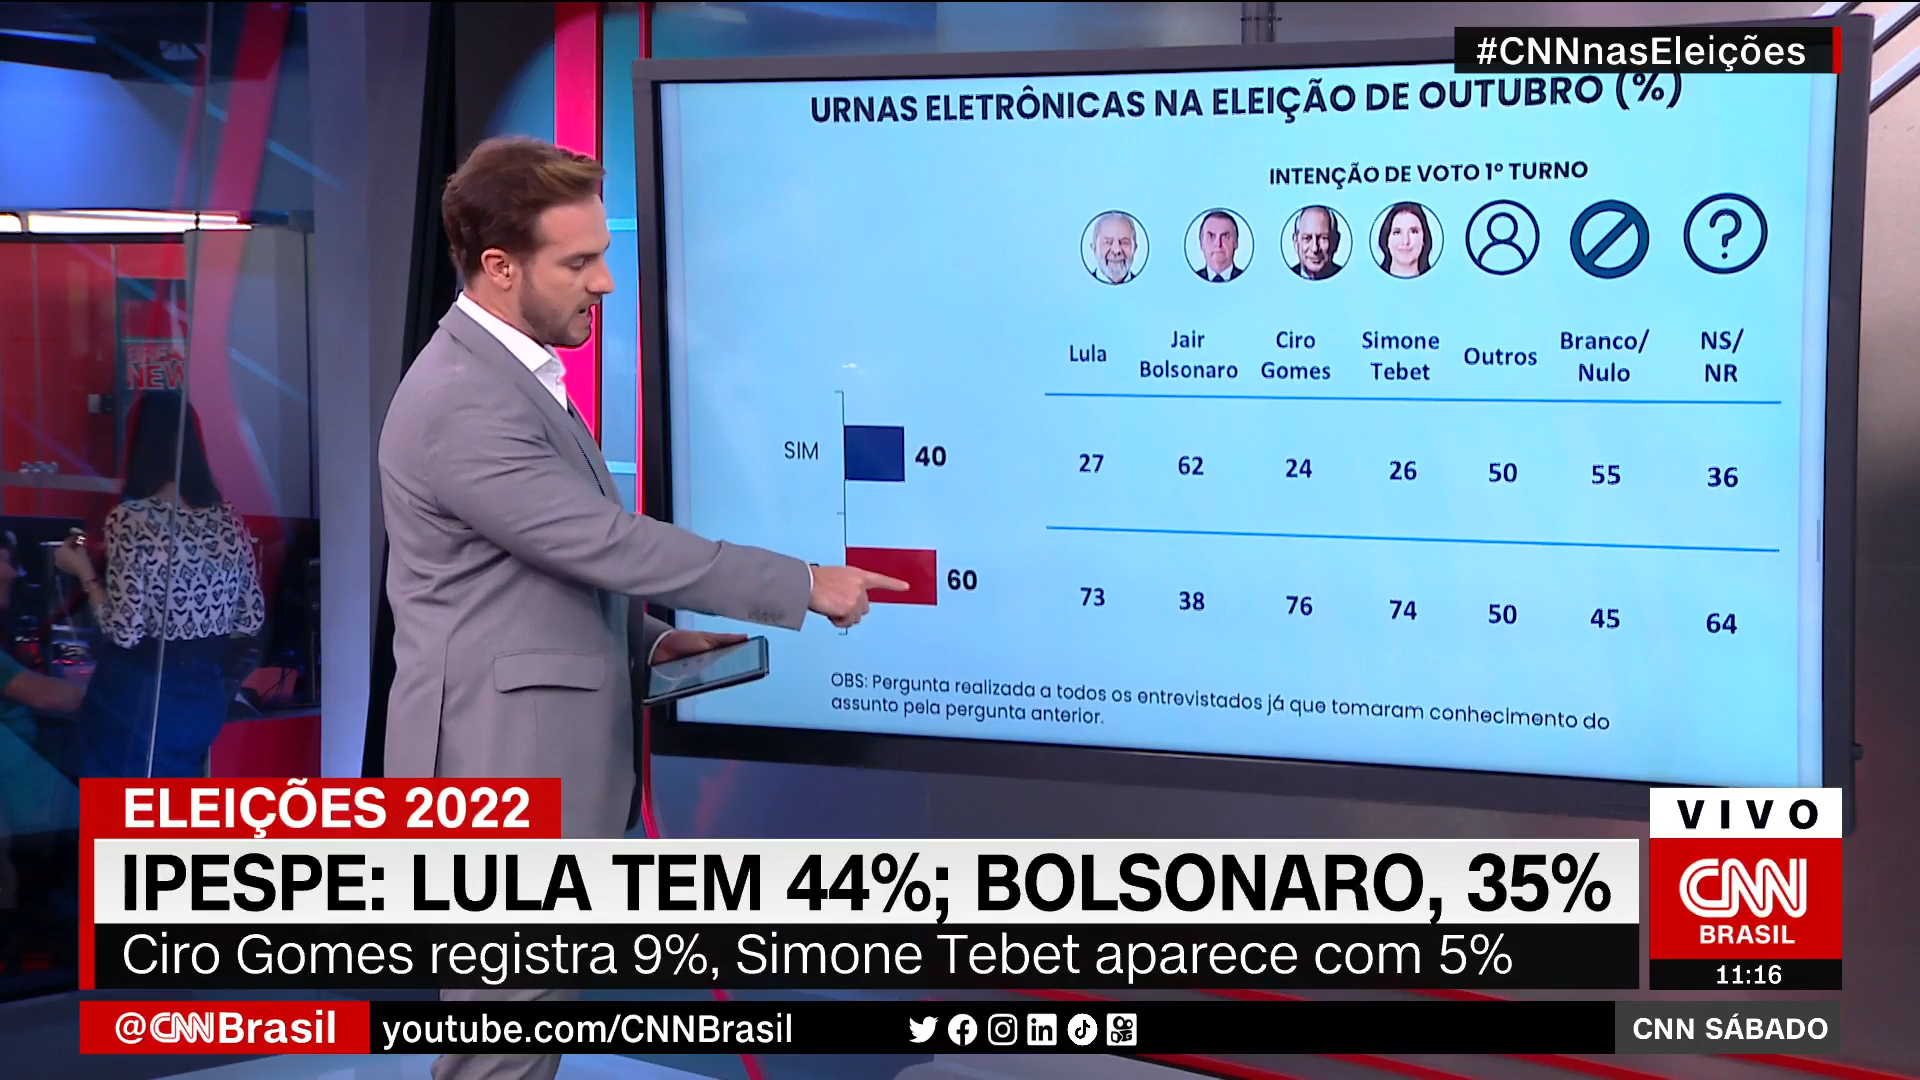 #CNNnasEleições
URNAS ELETRÔNICAS NA ELEIÇÃO DE OUTUBRO (%)
INTENÇÃO DE VOTO 1º TURNO
Lula
Jair Bolsonaro
Ciro Gomes
Simone Tebet
Outros
Branco/ Nulo
NS/ NR
SIM 40 27 62 24 26 50 55 36
60 73 38 76 74 50 45 64
OBS: Pergunta realizada a todos os entrevistados já que tomaram conhecimento do
assunto pela pergunta anterior.
BREAKING
NEWS
ELEIÇÕES 2022
IPESPE: LULA TEM 44%; BOLSONARO, 35%
Ciro Gomes registra 9%, Simone Tebet aparece com 5%
VIVO
CNN
BRASIL
11:16
@CNNBrasil
youtube.com/CNNBrasil
CNN SÁBADO